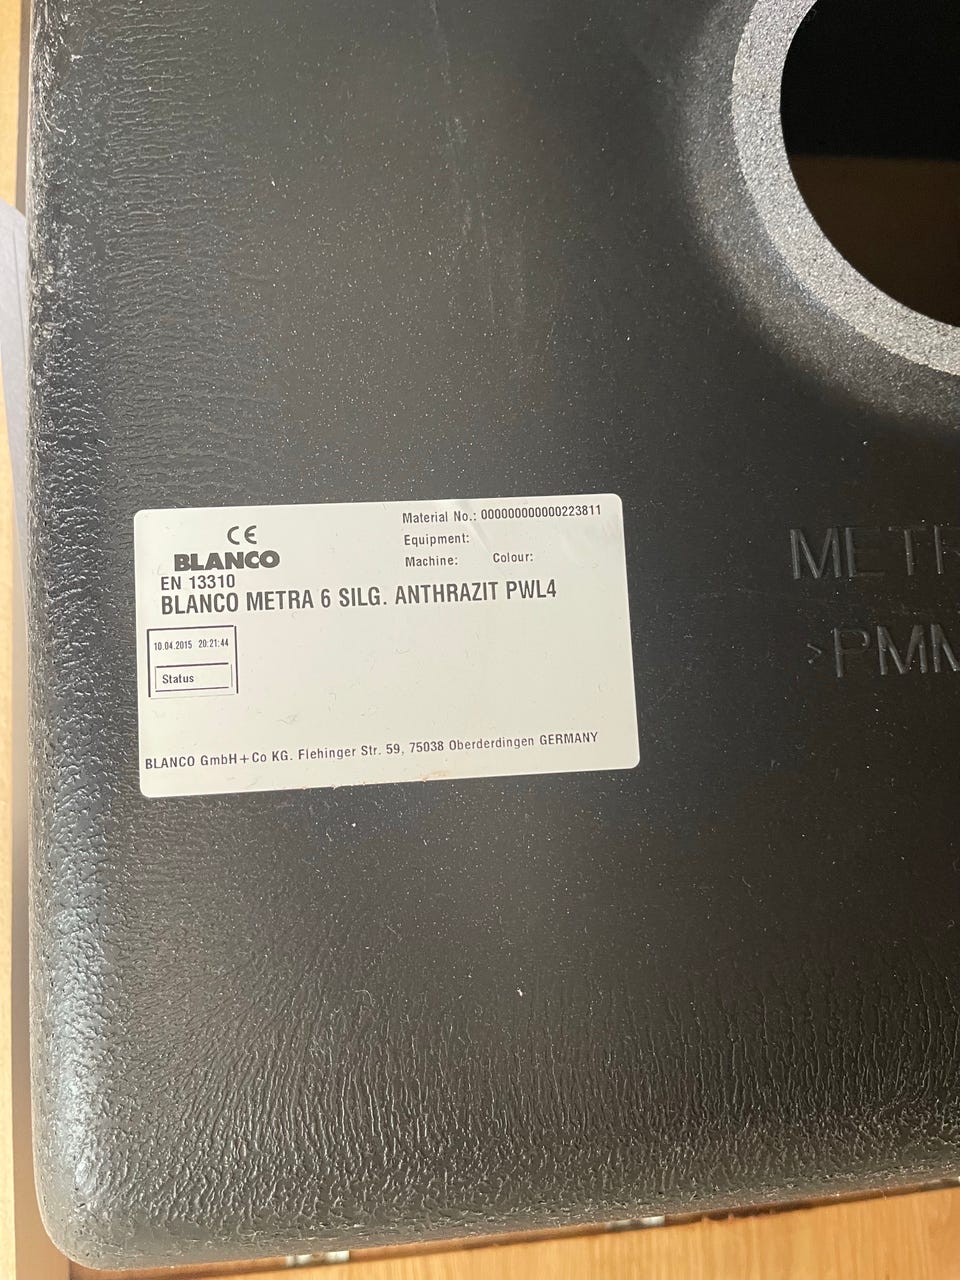 CE
BLANCO
EN 13310
Material No.: 000000000000223811
Equipment:
Machine: Colour:
BLANCO METRA 6 SILG. ANTHRAZIT PWL4
10.04.2015 20:21:44
Status
BLANCO GmbH+Co KG. Flehinger Str. 59, 75038 Oberderdingen GERMANY
METR
>PMM